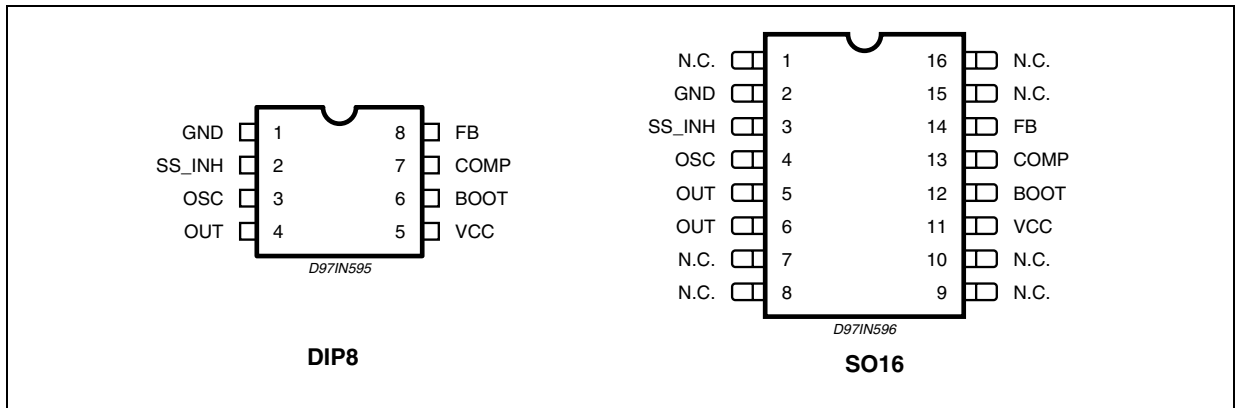 GND 1 8 FB
SS_INH 2 7 COMP
OSC 3 6 BOOT
OUT 4 5 VCC
D97IN595
DIP8
N.C. 1 16 N.C.
GND 2 15 N.C.
SS_INH 3 14 FB
OSC 4 13 COMP
OUT 5 12 BOOT
OUT 6 11 VCC
N.C. 7 10 N.C.
N.C. 8 9 N.C.
D97IN596
SO16